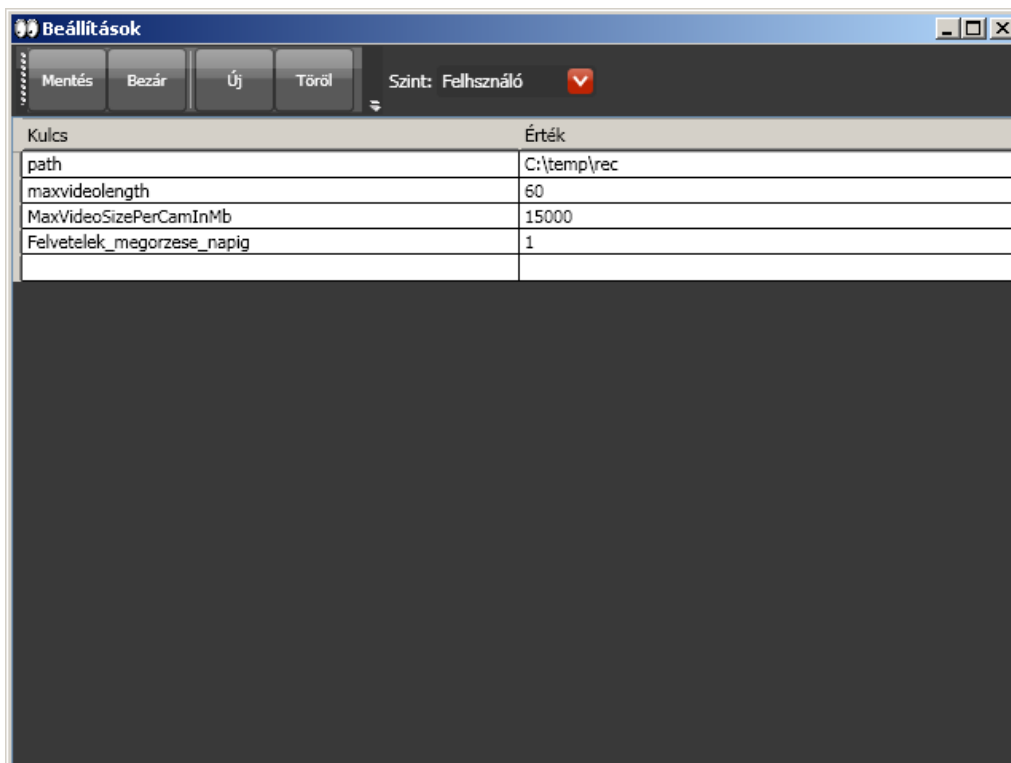 Beállítások
Mentés Bezár Új Töröl Szint: Felhsználó
Kulcs Érték
path C:\temp\rec
maxvideolength 60
MaxVideoSizePerCamInMb 15000
Felvetelek_megorzese_napig 1